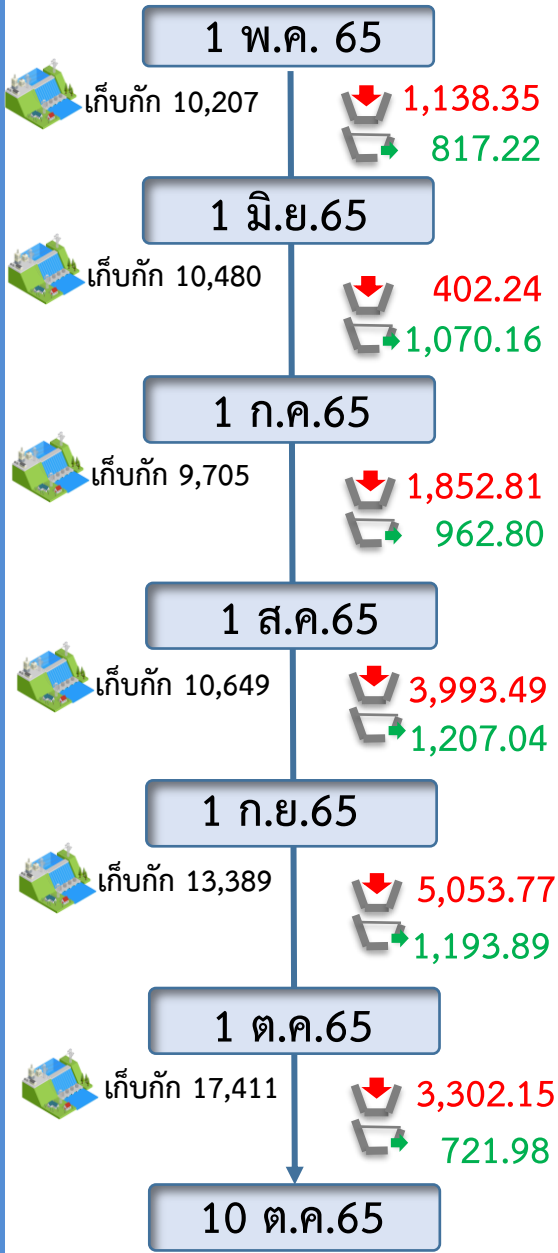 1 พ.ค. 65
เก็บกัก 10,207
1,138.35
817.22
1 มิ.ย.65
เก็บกัก 10,480
402.24
1,070.16
1 ก.ค.65
เก็บกัก 9,705
1,852.81
962.80
1 ส.ค.65
เก็บกัก 10,649
3,993.49
1,207.04
1 ก.ย.65
เก็บกัก 13,389
5,053.77
1,193.89
1 ต.ค.65
เก็บกัก 17,411
3,302.15
721.98
10 ต.ค.65